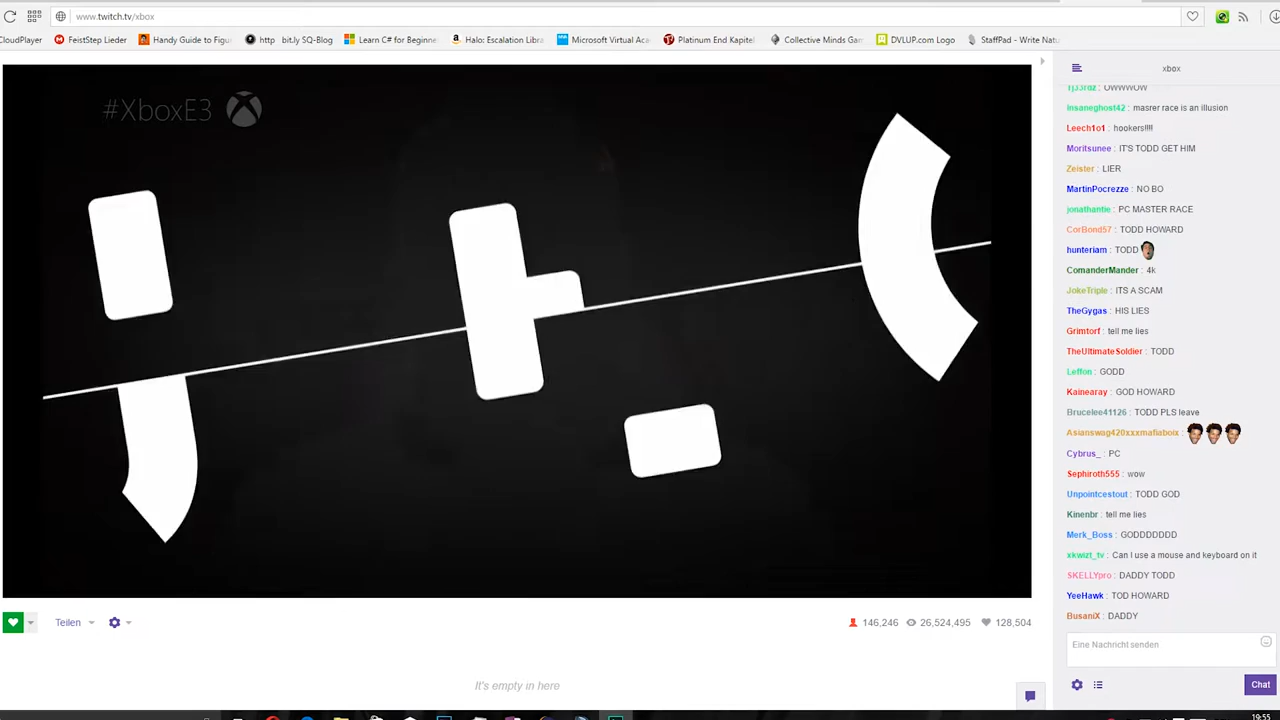 www.twitch.tv/xbox
CloudPlayer FeistStep Lieder Handy Guide to Figu http bit.ly SQ-Blog Learn C# for Beginne Halo: Escalation Libra Microsoft Virtual Aca Platinum End Kapitel Collective Minds Gam DVLUP.com Logo StaffPad - Write Natu
#XboxE3
xbox
Tj33rdz : OWWWOW
Insaneghost42 : masrer race is an illusion
Leech1o1 : hookers!!!!
Moritsunee : IT'S TODD GET HIM
Zeister : LIER
MartinPocrezze : NO BO
jonathantie : PC MASTER RACE
CorBond57 : TODD HOWARD
hunteriam : TODD
ComanderMander : 4k
JokeTriple : ITS A SCAM
TheGygas : HIS LIES
Grimtorf : tell me lies
TheUltimateSoldier : TODD
Leffon : GODD
Kainearay : GOD HOWARD
Brucelee41126 : TODD PLS leave
Asianswag420xxxmafiaboix :
Cybrus_ : PC
Sephiroth555 : wow
Unpointcestout : TODD GOD
Kinenbr : tell me lies
Merk_Boss : GODDDDDDD
xkwizt_tv : Can I use a mouse and keyboard on it
SKELLYpro : DADDY TODD
YeeHawk : TOD HOWARD
BusaniX : DADDY
Teilen
146,246 26,524,495 128,504
Eine Nachricht senden
It's empty in here
Chat
19:55